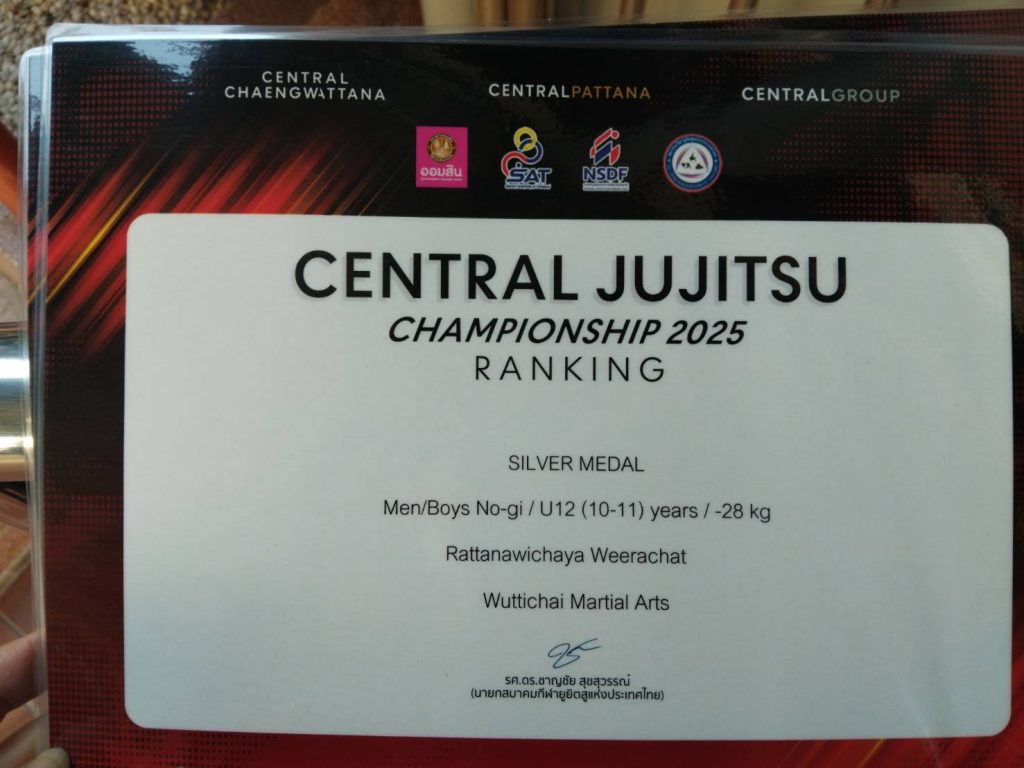 CENTRAL
CHAENGWATTANA
CENTRALPATTANA
CENTRALGROUP
ออมสิน
SAT
NSDF
CENTRAL JUJITSU
CHAMPIONSHIP 2025
RANKING
SILVER MEDAL
Men/Boys No-gi / U12 (10-11) years / -28 kg
Rattanawichaya Weerachat
Wuttichai Martial Arts
รศ.ดร.ชาญชัย สุขสุวรรณ์
(นายกสมาคมกีฬายูยิตสูแห่งประเทศไทย)